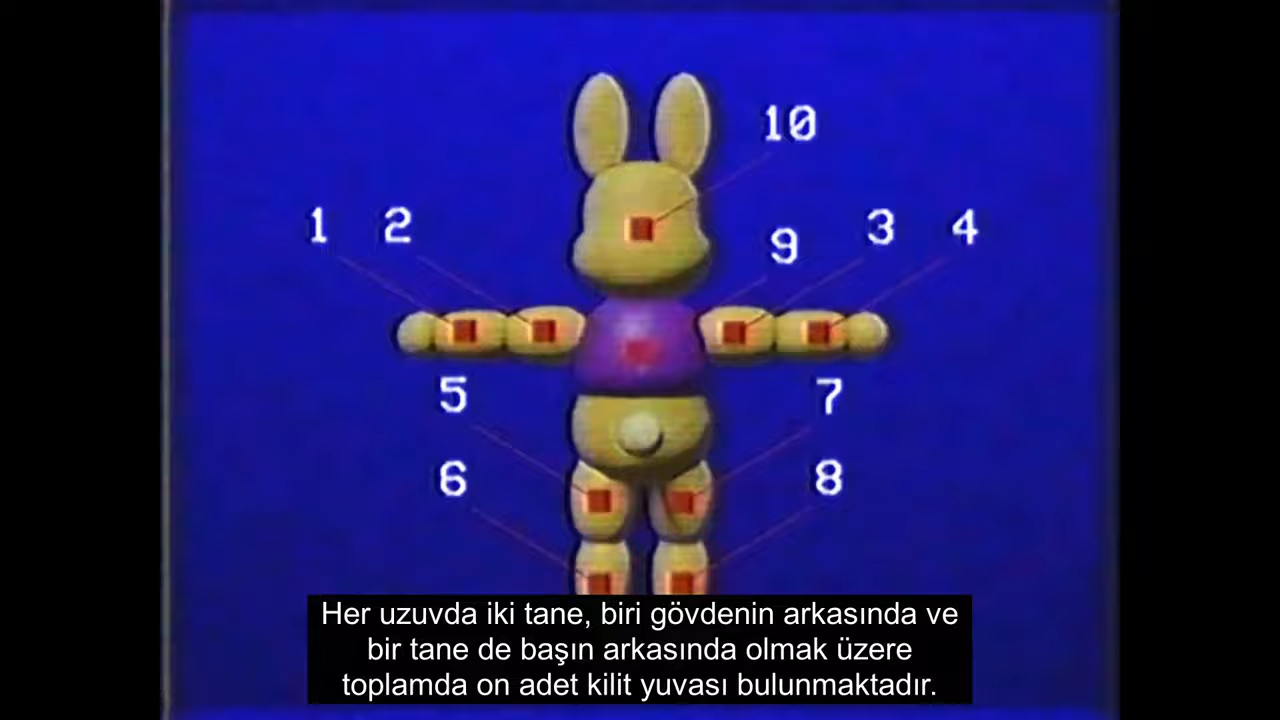 10
1 2 9 3 4
5 7
6 8
Her uzuvda iki tane, biri gövdenin arkasında ve
bir tane de başın arkasında olmak üzere
toplamda on adet kilit yuvası bulunmaktadır.